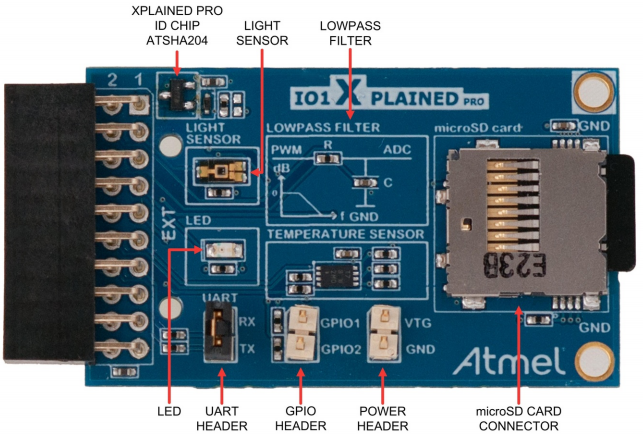 XPLAINED PRO
ID CHIP
ATSHA204
LIGHT
SENSOR
LOWPASS
FILTER
2 1
IO1 XPLAINED PRO
LIGHT
SENSOR
LOWPASS FILTER
PWM R ADC
dB
0
C
f GND
microSD card
GND
EXT
LED
TEMPERATURE SENSOR
E23B
UART
RX
TX
GPIO1
GPIO2
VTG
GND
GND
Atmel
LED
UART
HEADER
GPIO
HEADER
POWER
HEADER
microSD CARD
CONNECTOR